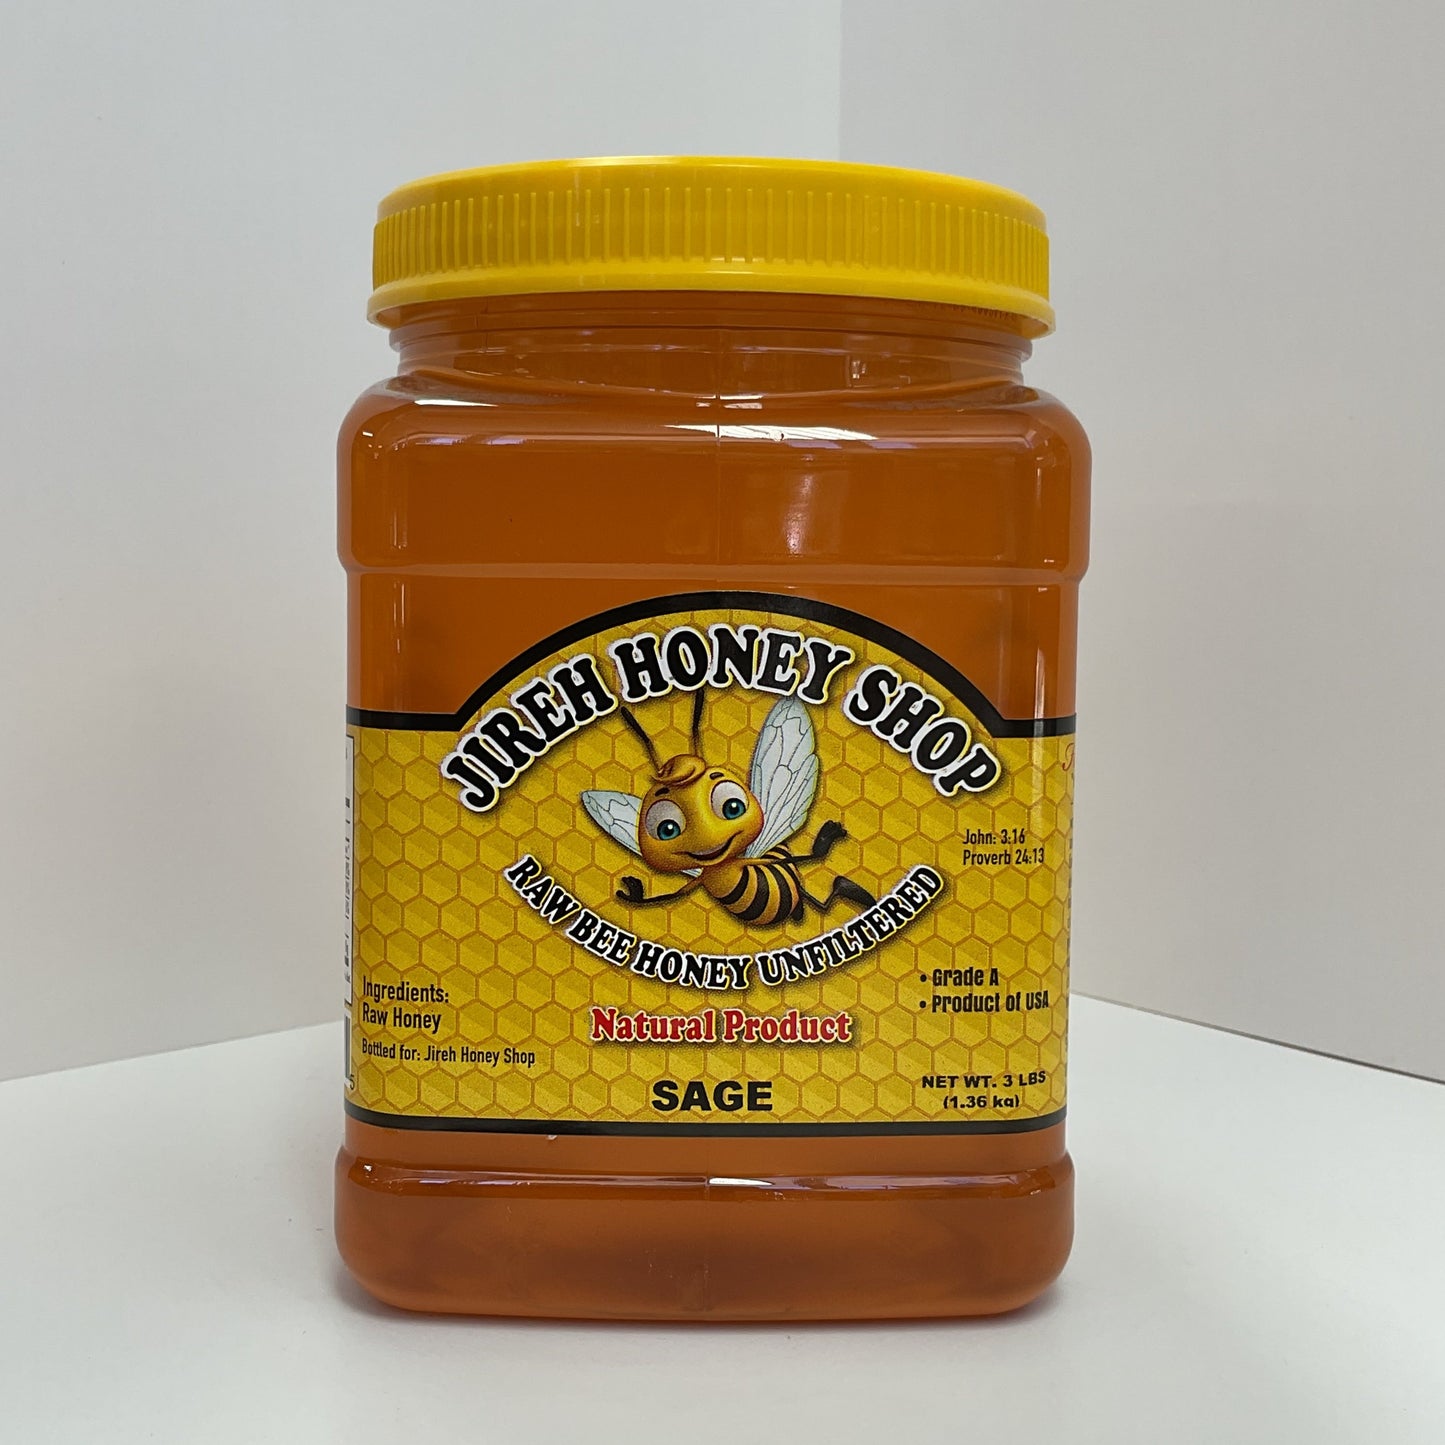 JIREH HONEY SHOP
John: 3:16
Proverb 24:13
RAW BEE HONEY UNFILTERED
• Grade A
• Product of USA
Ingredients:
Raw Honey
Natural Product
Bottled for: Jireh Honey Shop
SAGE
NET WT. 3 LBS
(1.36 kg)
5